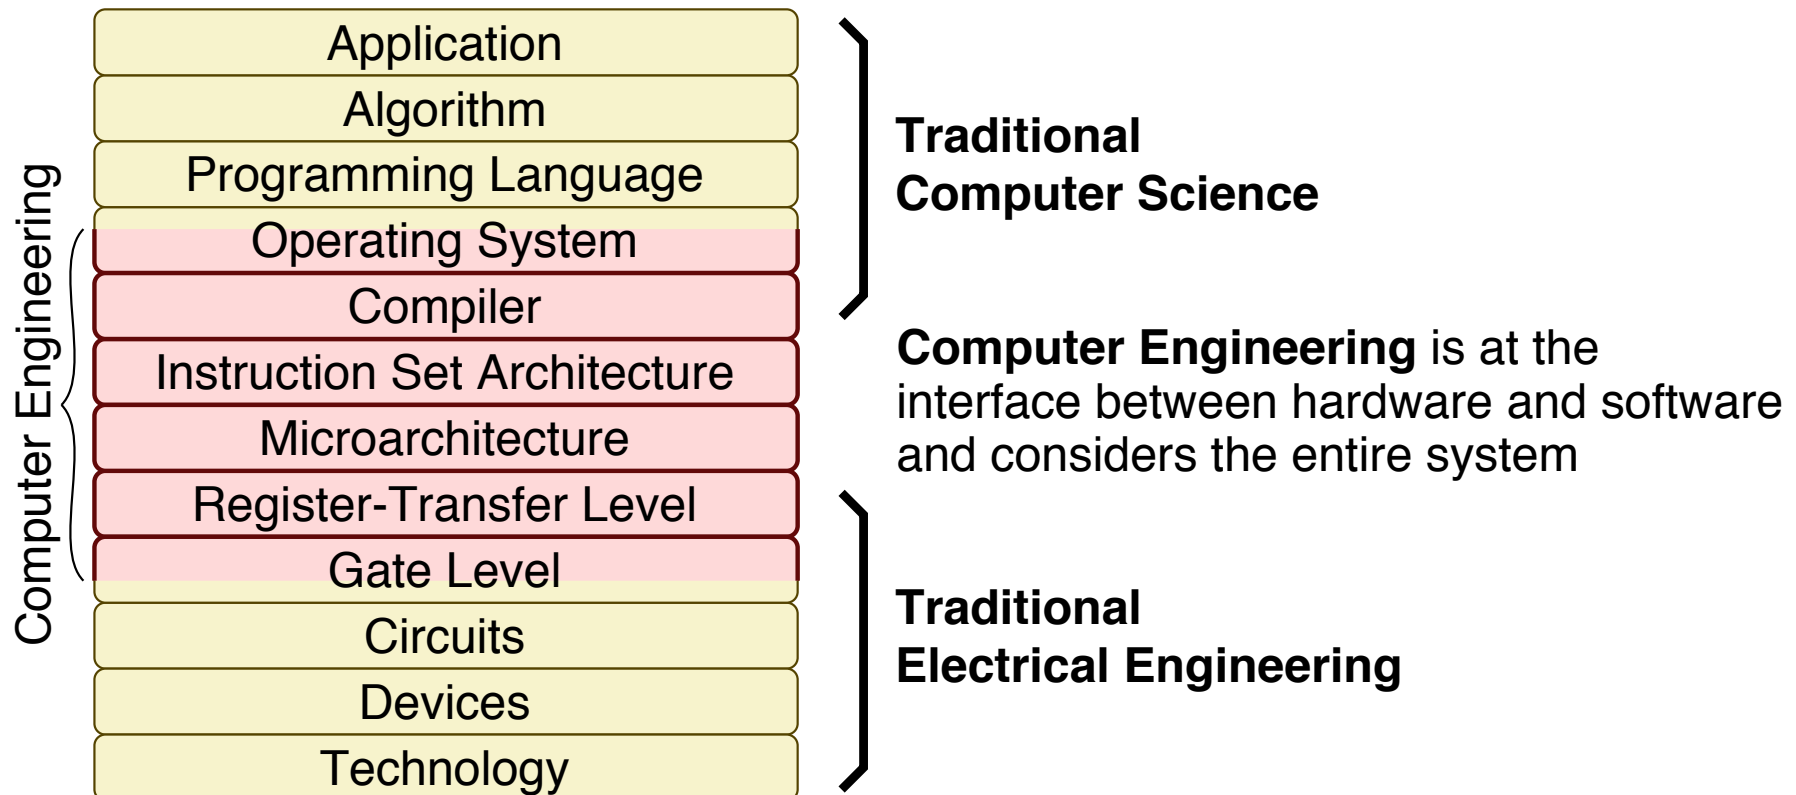 Application
Algorithm
Programming Language
Operating System
Compiler
Instruction Set Architecture
Microarchitecture
Register-Transfer Level
Gate Level
Circuits
Devices
Technology
Computer Engineering
Traditional
Computer Science
Computer Engineering is at the
interface between hardware and software
and considers the entire system
Traditional
Electrical Engineering